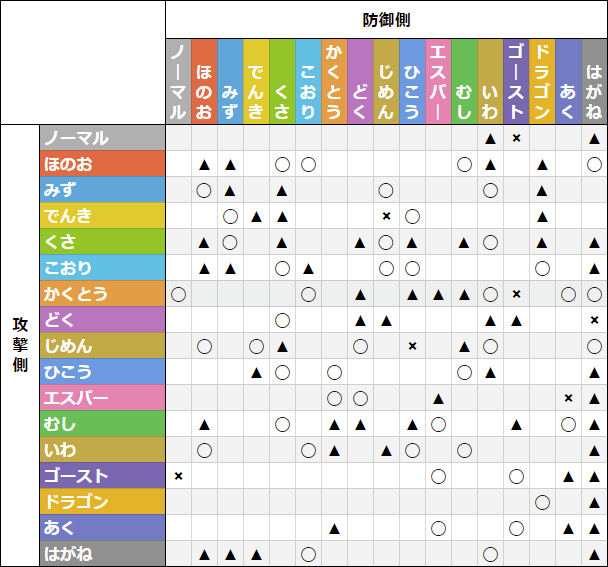 防御側
ノーマル
ほのお
みず
でんき
くさ
こおり
かくとう
どく
じめん
ひこう
エスパー
むし
いわ
ゴースト
ドラゴン
あく
はがね
攻撃側
ノーマル ▲ × ▲
ほのお ▲ ▲ ○ ○ ○ ▲ ▲ ○
みず ○ ▲ ▲ ○ ○ ▲
でんき ○ ▲ ▲ × ○ ▲
くさ ▲ ○ ▲ ▲ ○ ▲ ▲ ○ ▲ ▲
こおり ▲ ▲ ○ ▲ ○ ○ ○ ▲
かくとう ○ ○ ▲ ▲ ▲ ▲ ○ × ○ ○
どく ○ ▲ ▲ ▲ ▲ ×
じめん ○ ○ ▲ ○ × ▲ ○ ○
ひこう ▲ ○ ○ ○ ▲ ▲
エスパー ○ ○ ▲ × ▲
むし ▲ ○ ▲ ▲ ▲ ○ ▲ ○ ▲
いわ ○ ○ ▲ ▲ ○ ○ ▲
ゴースト × ○ ○ ▲ ▲
ドラゴン ○ ▲
あく ▲ ○ ○ ▲ ▲
はがね ▲ ▲ ▲ ○ ○ ▲